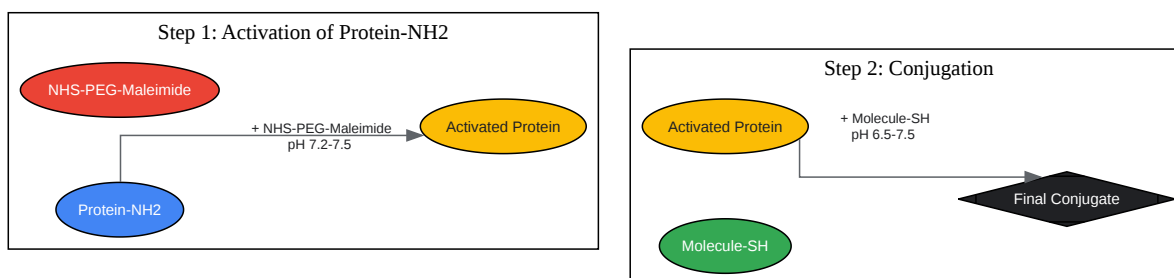 Step 1: Activation of Protein-NH2
NHS-PEG-Maleimide
+ NHS-PEG-Maleimide
pH 7.2-7.5
Activated Protein
Protein-NH2
Step 2: Conjugation
Activated Protein
+ Molecule-SH
pH 6.5-7.5
Final Conjugate
Molecule-SH